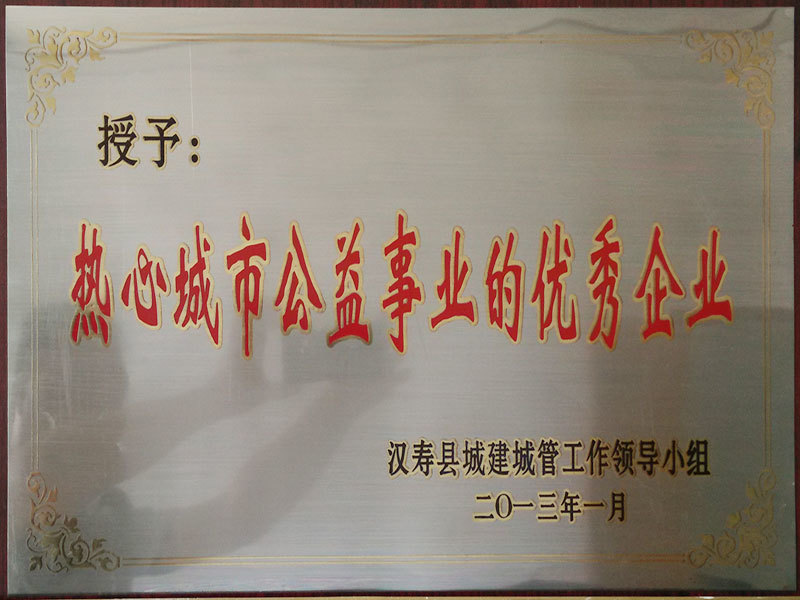 授予：
热心城市公益事业的优秀企业
汉寿县城建城管工作领导小组
二〇一三年一月